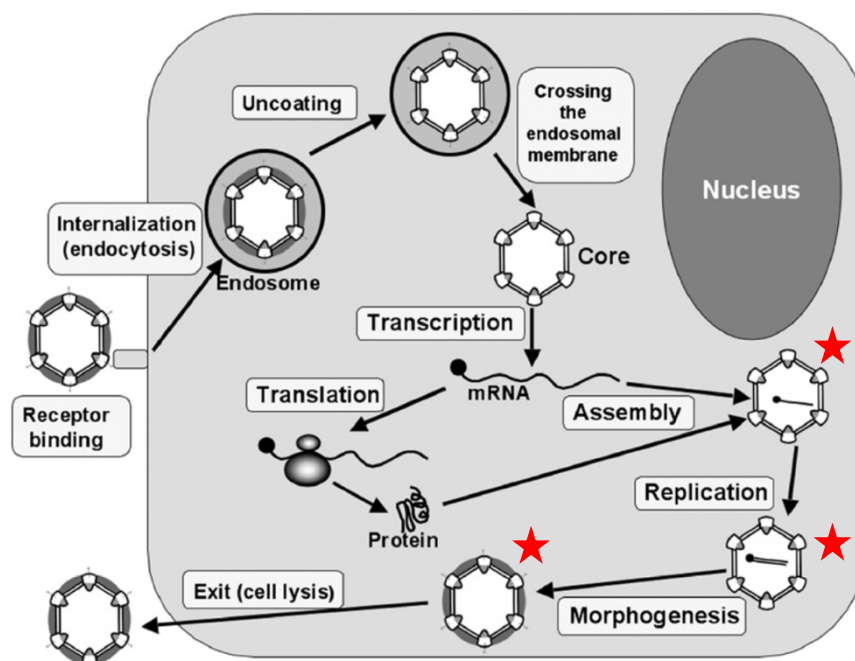 Uncoating
Crossing
the
endosomal
membrane
Nucleus
Internalization
(endocytosis)
Endosome
Core
Transcription
Receptor
binding
Translation
mRNA
Assembly
Replication
Protein
Exit (cell lysis)
Morphogenesis